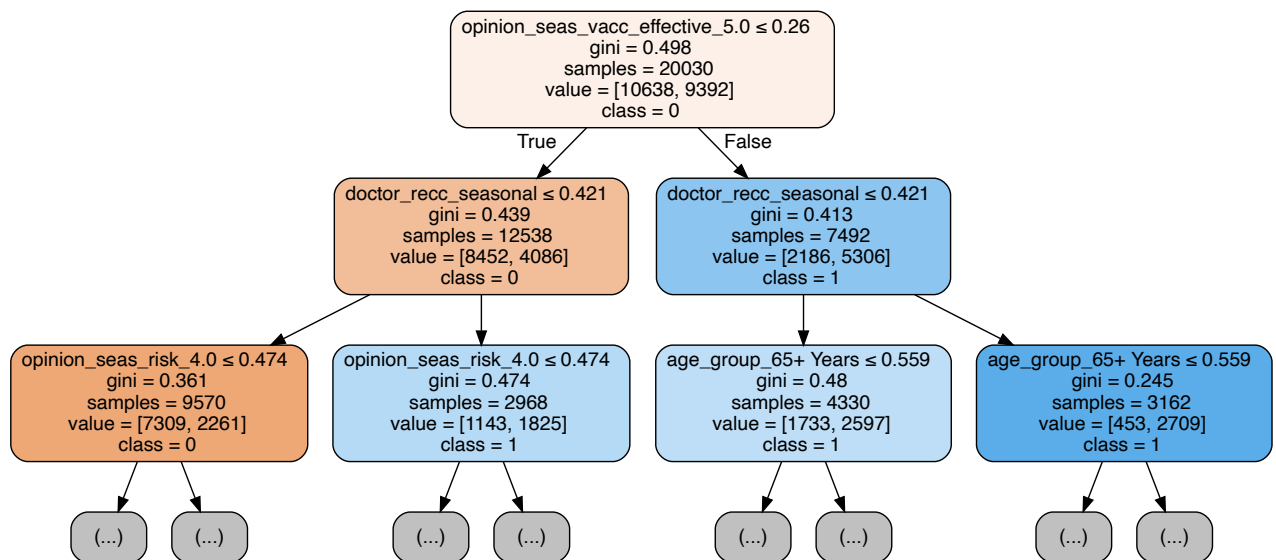 opinion_seas_vacc_effective_5.0 ≤ 0.26
gini = 0.498
samples = 20030
value = [10638, 9392]
class = 0
True
False
doctor_recc_seasonal ≤ 0.421
gini = 0.439
samples = 12538
value = [8452, 4086]
class = 0
doctor_recc_seasonal ≤ 0.421
gini = 0.413
samples = 7492
value = [2186, 5306]
class = 1
opinion_seas_risk_4.0 ≤ 0.474
gini = 0.361
samples = 9570
value = [7309, 2261]
class = 0
opinion_seas_risk_4.0 ≤ 0.474
gini = 0.474
samples = 2968
value = [1143, 1825]
class = 1
age_group_65+ Years ≤ 0.559
gini = 0.48
samples = 4330
value = [1733, 2597]
class = 1
age_group_65+ Years ≤ 0.559
gini = 0.245
samples = 3162
value = [453, 2709]
class = 1
(...)
(...)
(...)
(...)
(...)
(...)
(...)
(...)